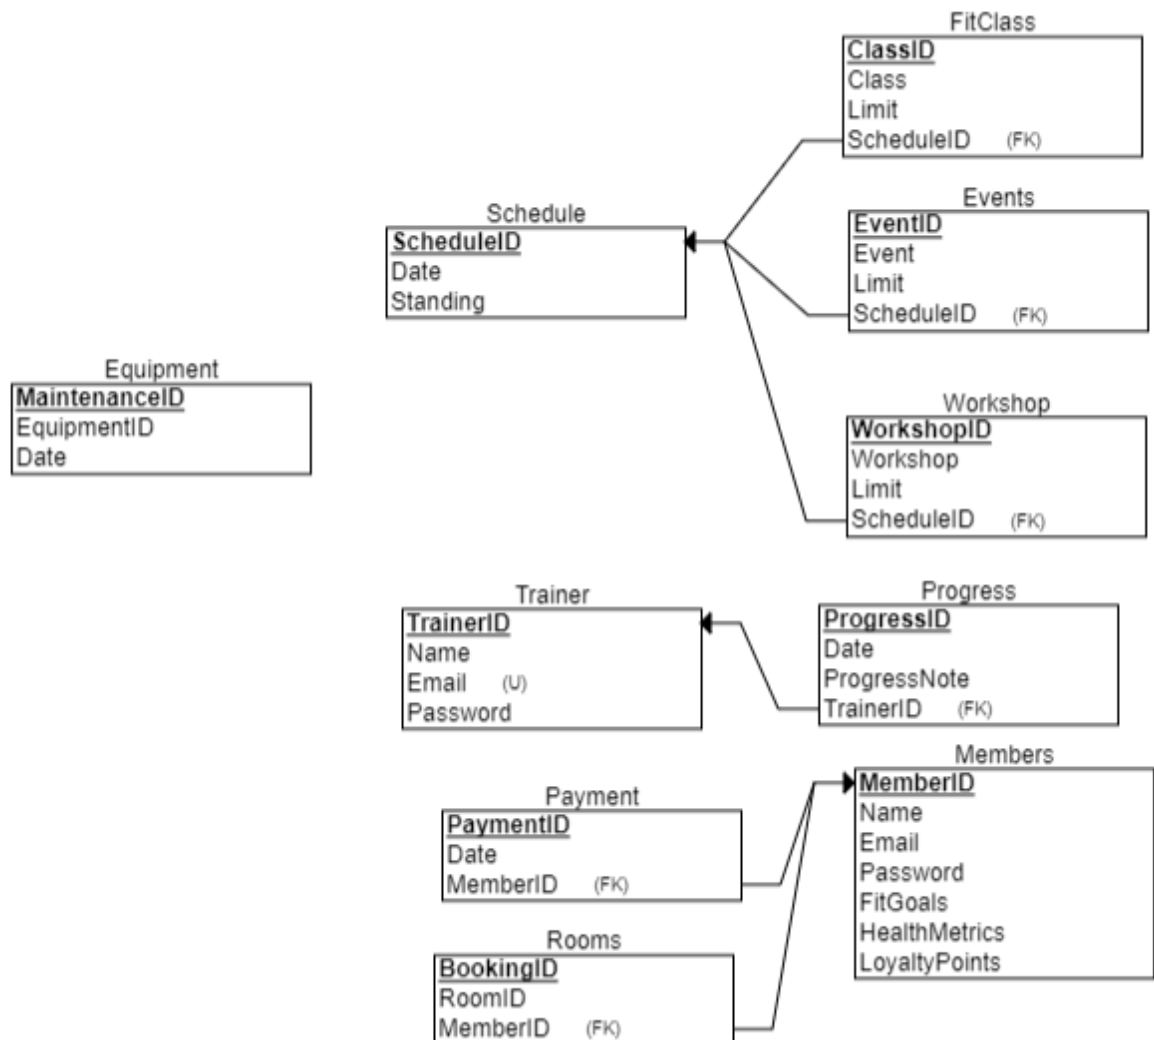 FitClass
ClassID
Class
Limit
ScheduleID (FK)
Events
EventID
Event
Limit
ScheduleID (FK)
Schedule
ScheduleID
Date
Standing
Equipment
MaintenanceID
EquipmentID
Date
Workshop
WorkshopID
Workshop
Limit
ScheduleID (FK)
Trainer
TrainerID
Name
Email (U)
Password
Progress
ProgressID
Date
ProgressNote
TrainerID (FK)
Members
MemberID
Name
Email
Password
FitGoals
HealthMetrics
LoyaltyPoints
Payment
PaymentID
Date
MemberID (FK)
Rooms
BookingID
RoomID
MemberID (FK)